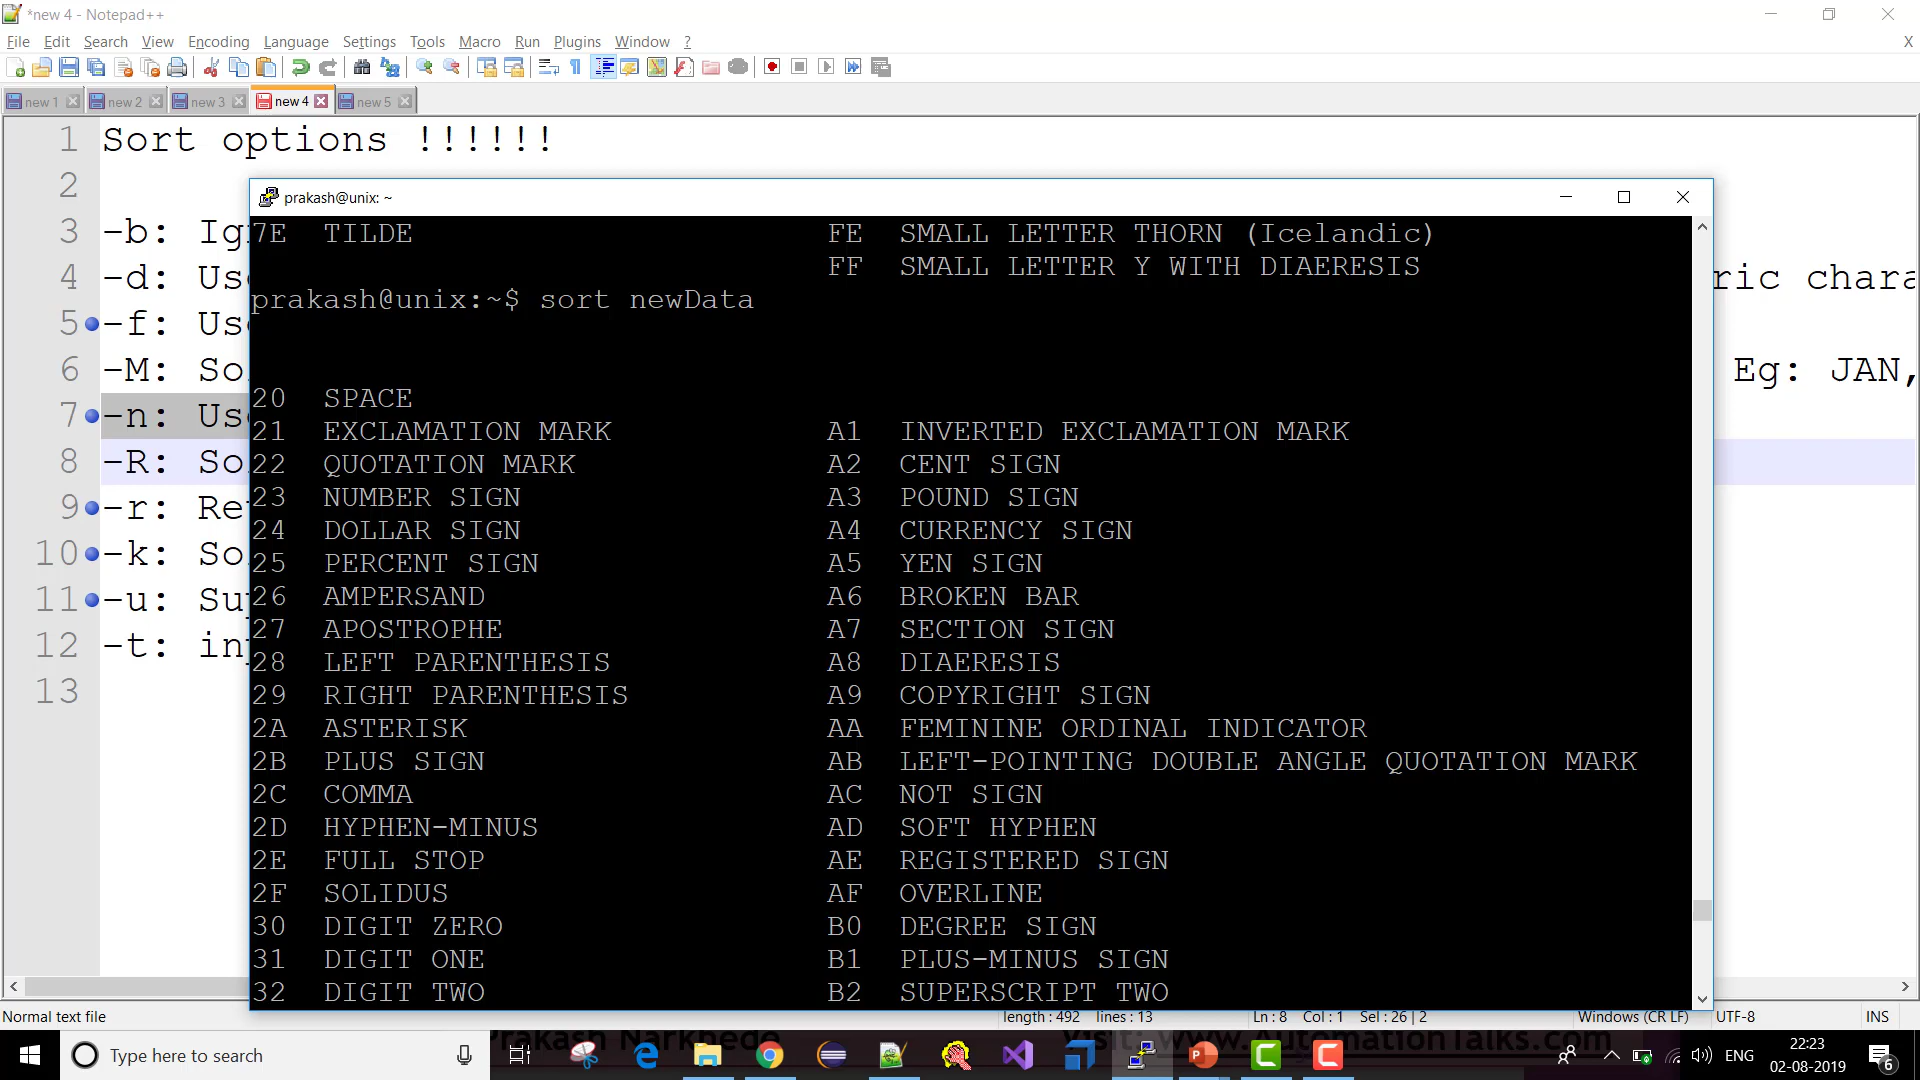 *new 4 - Notepad++
File Edit Search View Encoding Language Settings Tools Macro Run Plugins Window ? X
new 1 new 2 new 3 new 4 new 5
1 Sort options !!!!!!
2
3 -b: Ig
4 -d: Us ric chara
5 -f: Us
6 -M: So Eg: JAN,
7 -n: Us
8 -R: So
9 -r: Re
10 -k: So
11 -u: Su
12 -t: in
13
prakash@unix: ~
7E TILDE FE SMALL LETTER THORN (Icelandic)
FF SMALL LETTER Y WITH DIAERESIS
prakash@unix:~$ sort newData
20 SPACE
21 EXCLAMATION MARK A1 INVERTED EXCLAMATION MARK
22 QUOTATION MARK A2 CENT SIGN
23 NUMBER SIGN A3 POUND SIGN
24 DOLLAR SIGN A4 CURRENCY SIGN
25 PERCENT SIGN A5 YEN SIGN
26 AMPERSAND A6 BROKEN BAR
27 APOSTROPHE A7 SECTION SIGN
28 LEFT PARENTHESIS A8 DIAERESIS
29 RIGHT PARENTHESIS A9 COPYRIGHT SIGN
2A ASTERISK AA FEMININE ORDINAL INDICATOR
2B PLUS SIGN AB LEFT-POINTING DOUBLE ANGLE QUOTATION MARK
2C COMMA AC NOT SIGN
2D HYPHEN-MINUS AD SOFT HYPHEN
2E FULL STOP AE REGISTERED SIGN
2F SOLIDUS AF OVERLINE
30 DIGIT ZERO B0 DEGREE SIGN
31 DIGIT ONE B1 PLUS-MINUS SIGN
32 DIGIT TWO B2 SUPERSCRIPT TWO
Normal text file length : 492 lines : 13 Ln : 8 Col : 1 Sel : 26 | 2 Windows (CR LF) UTF-8 INS
Prakash Narkhede Visit: www.AutomationTalks.com
Type here to search ENG 22:23
02-08-2019 6